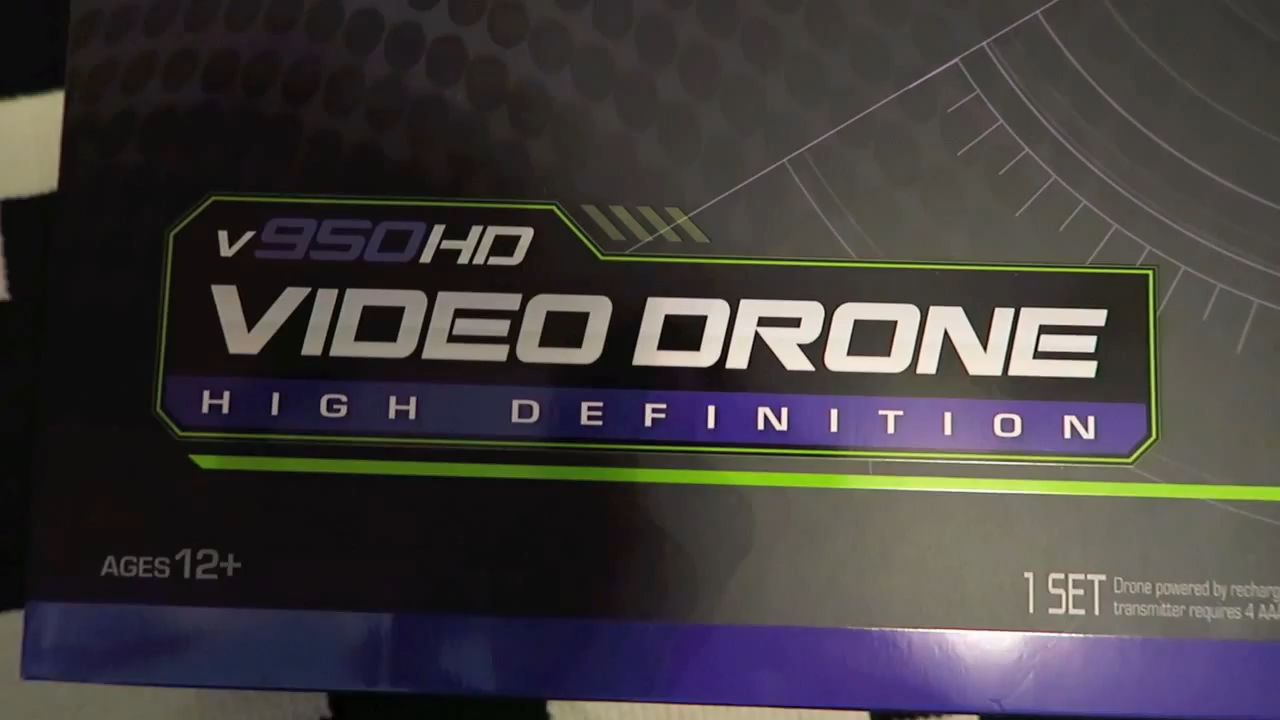 v950HD
VIDEO DRONE
HIGH DEFINITION
AGES 12+
1 SET
Drone powered by
transmitter requires 4